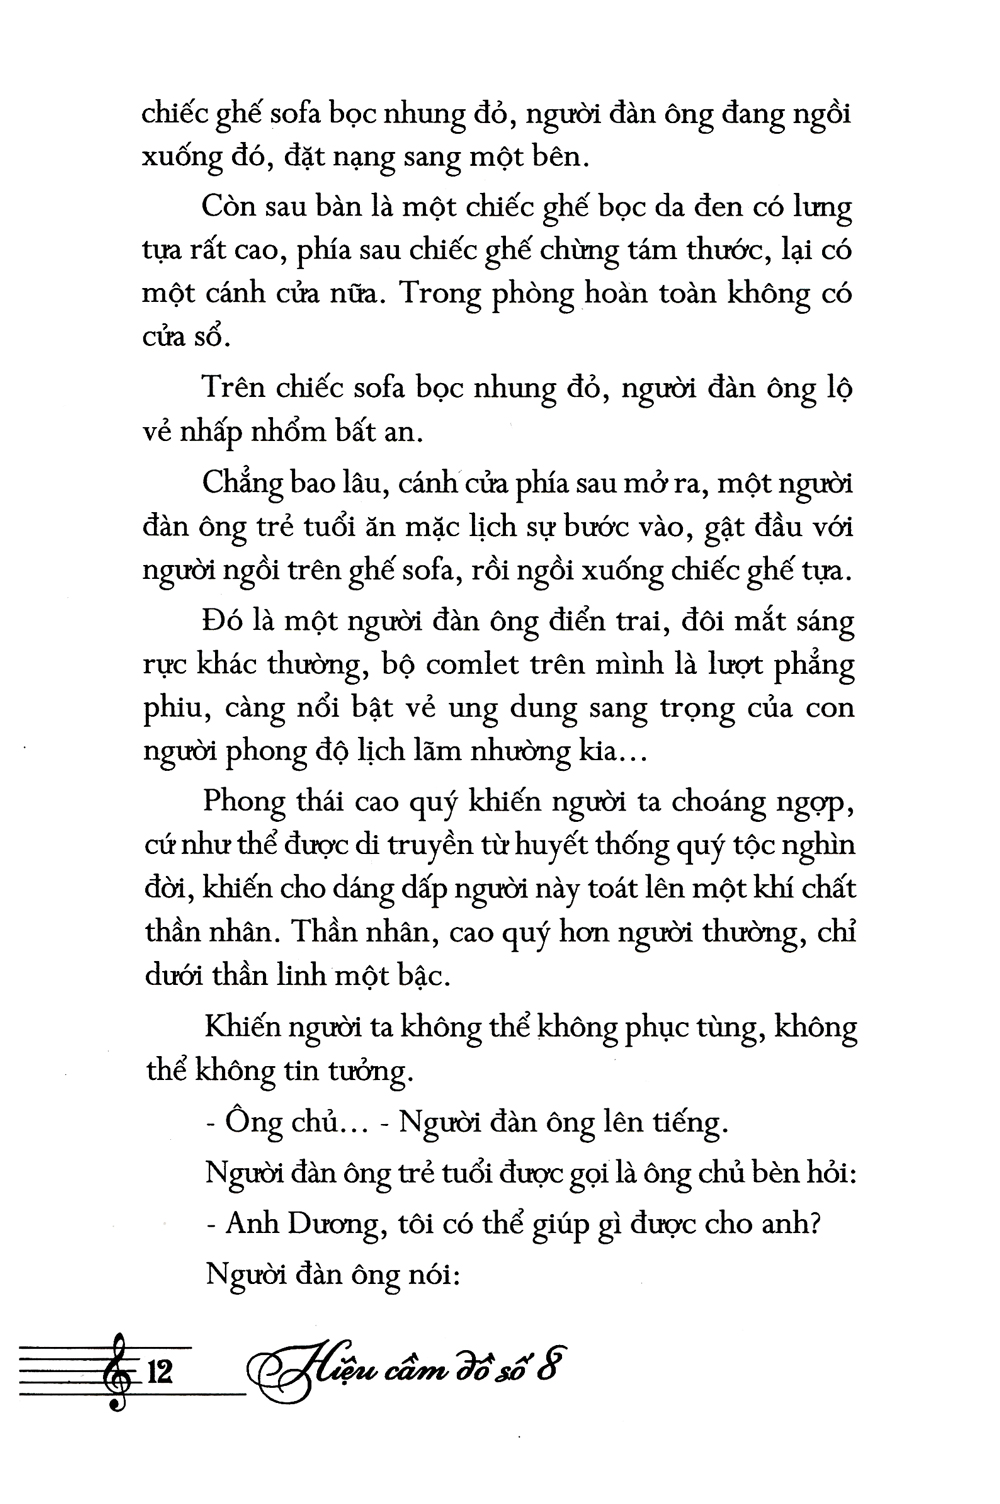 chiếc ghế sofa bọc nhung đỏ, người đàn ông đang ngồi
xuống đó, đặt nạng sang một bên.
Còn sau bàn là một chiếc ghế bọc da đen có lưng
tựa rất cao, phía sau chiếc ghế chừng tám thước, lại có
một cánh cửa nữa. Trong phòng hoàn toàn không có
cửa sổ.
Trên chiếc sofa bọc nhung đỏ, người đàn ông lộ
vẻ nhấp nhổm bất an.
Chẳng bao lâu, cánh cửa phía sau mở ra, một người
đàn ông trẻ tuổi ăn mặc lịch sự bước vào, gật đầu với
người ngồi trên ghế sofa, rồi ngồi xuống chiếc ghế tựa.
Đó là một người đàn ông điển trai, đôi mắt sáng
rực khác thường, bộ comlet trên mình là lượt phẳng
phiu, càng nổi bật vẻ ung dung sang trọng của con
người phong độ lịch lãm nhường kia...
Phong thái cao quý khiến người ta choáng ngợp,
cứ như thể được di truyền từ huyết thống quý tộc nghìn
đời, khiến cho dáng dấp người này toát lên một khí chất
thần nhân. Thần nhân, cao quý hơn người thường, chỉ
dưới thần linh một bậc.
Khiến người ta không thể không phục tùng, không
thể không tin tưởng.
- Ông chủ... - Người đàn ông lên tiếng.
Người đàn ông trẻ tuổi được gọi là ông chủ bèn hỏi:
- Anh Dương, tôi có thể giúp gì được cho anh?
Người đàn ông nói:
12 Hiệu cầm đồ số 8